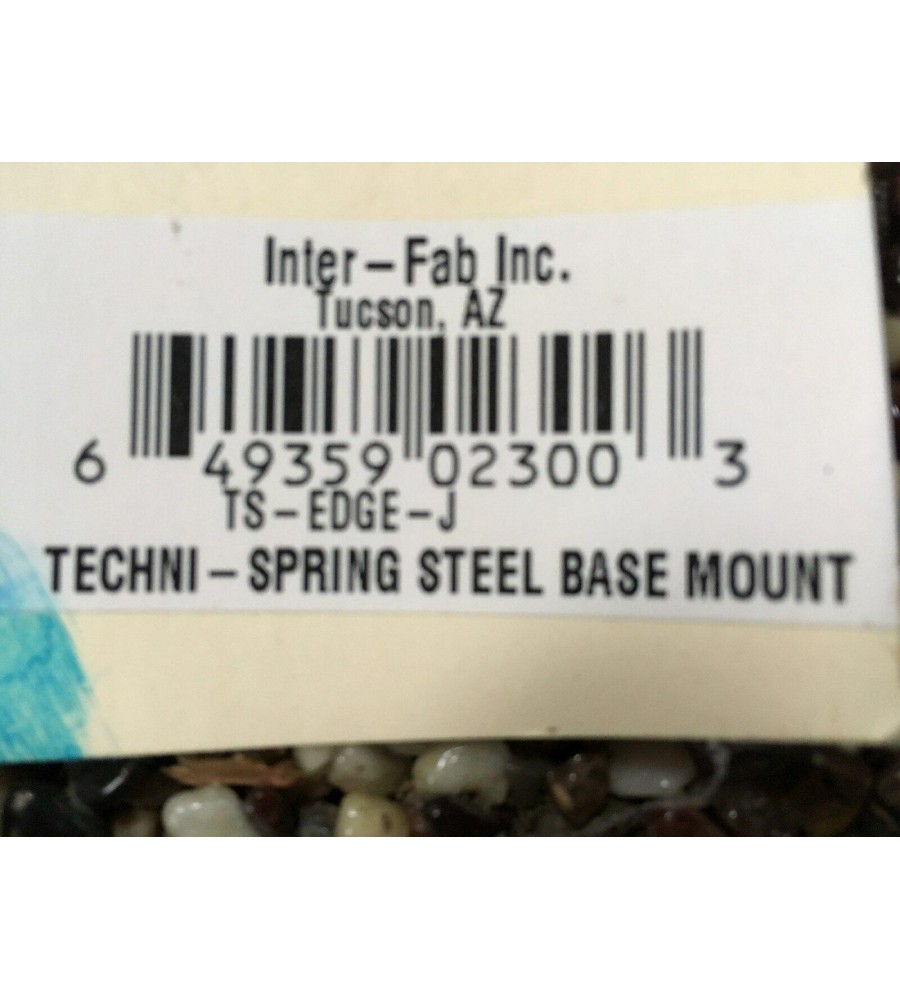 Inter-Fab Inc.
Tucson, AZ
6 49359 02300 3
TS-EDGE-J
TECHNI-SPRING STEEL BASE MOUNT